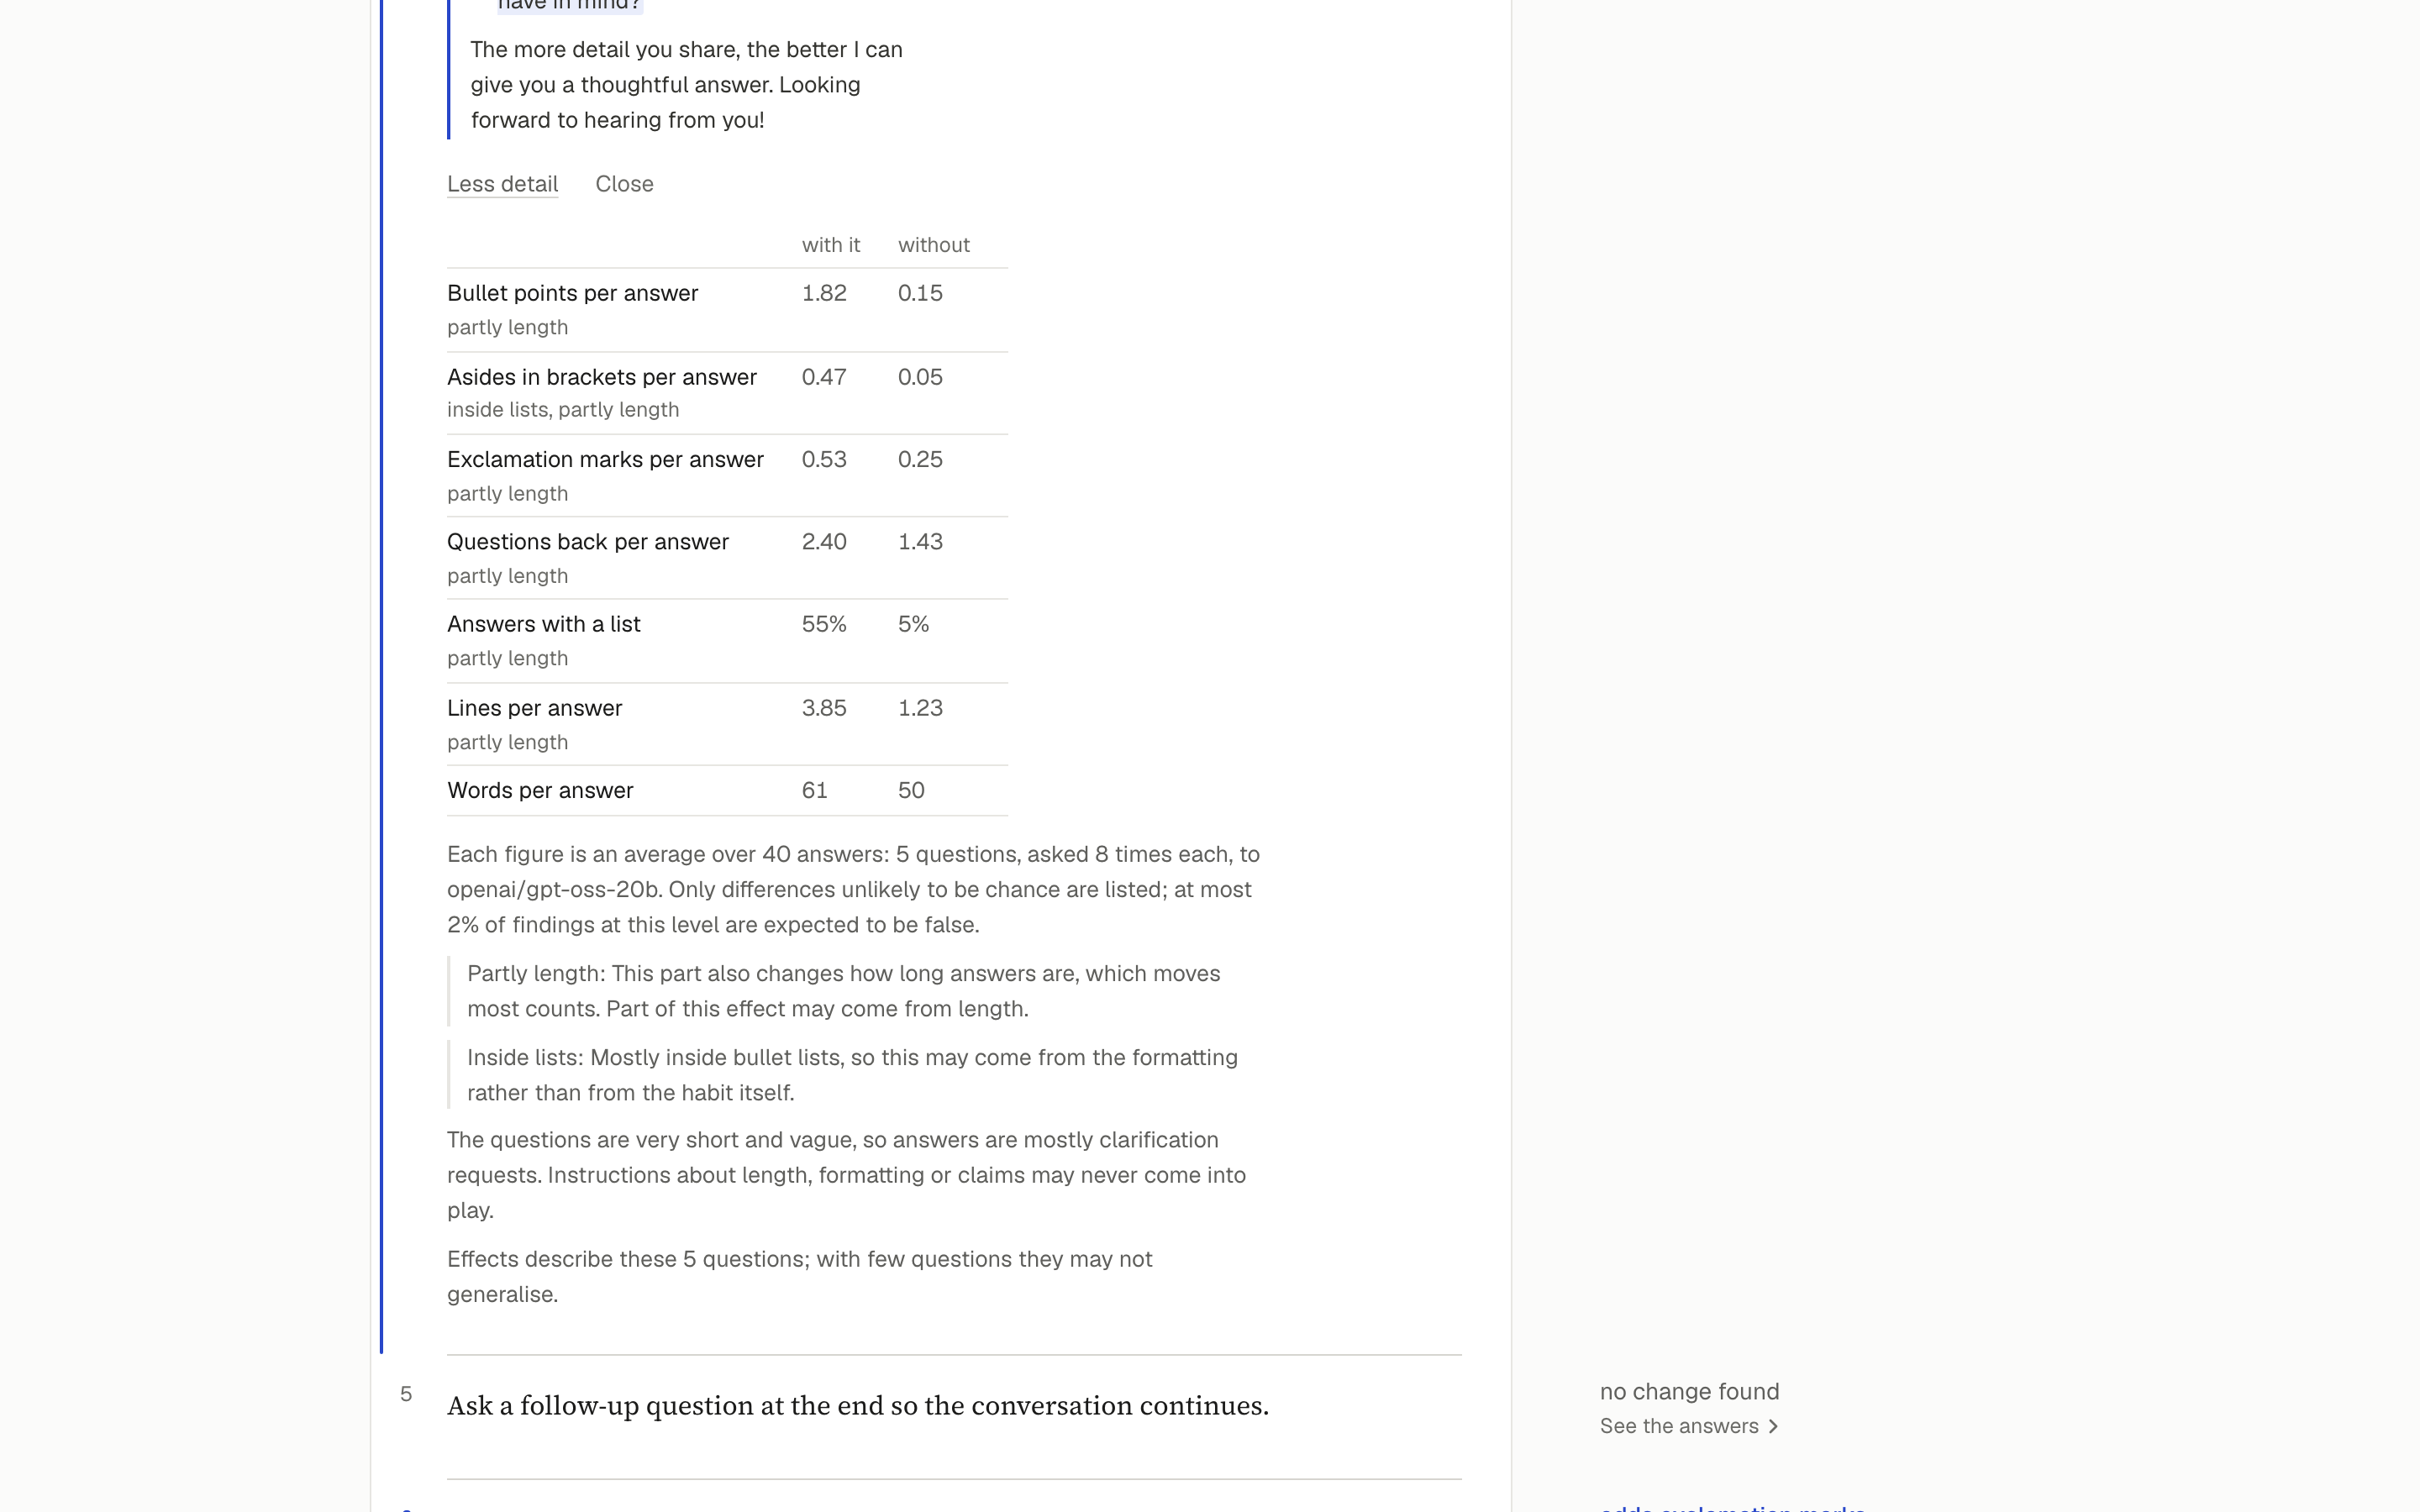 have in mind?
The more detail you share, the better I can
give you a thoughtful answer. Looking
forward to hearing from you!
Less detail Close
with it without
Bullet points per answer 1.82 0.15
partly length
Asides in brackets per answer 0.47 0.05
inside lists, partly length
Exclamation marks per answer 0.53 0.25
partly length
Questions back per answer 2.40 1.43
partly length
Answers with a list 55% 5%
partly length
Lines per answer 3.85 1.23
partly length
Words per answer 61 50
Each figure is an average over 40 answers: 5 questions, asked 8 times each, to
openai/gpt-oss-20b. Only differences unlikely to be chance are listed; at most
2% of findings at this level are expected to be false.
Partly length: This part also changes how long answers are, which moves
most counts. Part of this effect may come from length.
Inside lists: Mostly inside bullet lists, so this may come from the formatting
rather than from the habit itself.
The questions are very short and vague, so answers are mostly clarification
requests. Instructions about length, formatting or claims may never come into
play.
Effects describe these 5 questions; with few questions they may not
generalise.
5 Ask a follow-up question at the end so the conversation continues.
no change found
See the answers >